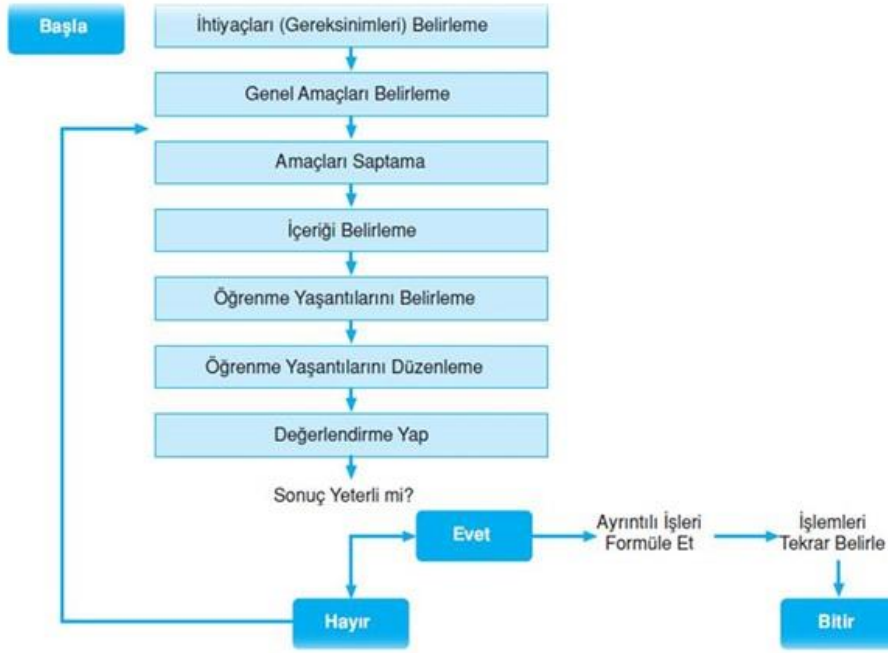 Başla
İhtiyaçları (Gereksinimleri) Belirleme
Genel Amaçları Belirleme
Amaçları Saptama
İçeriği Belirleme
Öğrenme Yaşantılarını Belirleme
Öğrenme Yaşantılarını Düzenleme
Değerlendirme Yap
Sonuç Yeterli mi?
Evet
Ayrıntılı İşleri
Formüle Et
İşlemleri
Tekrar Belirle
Hayır
Bitir